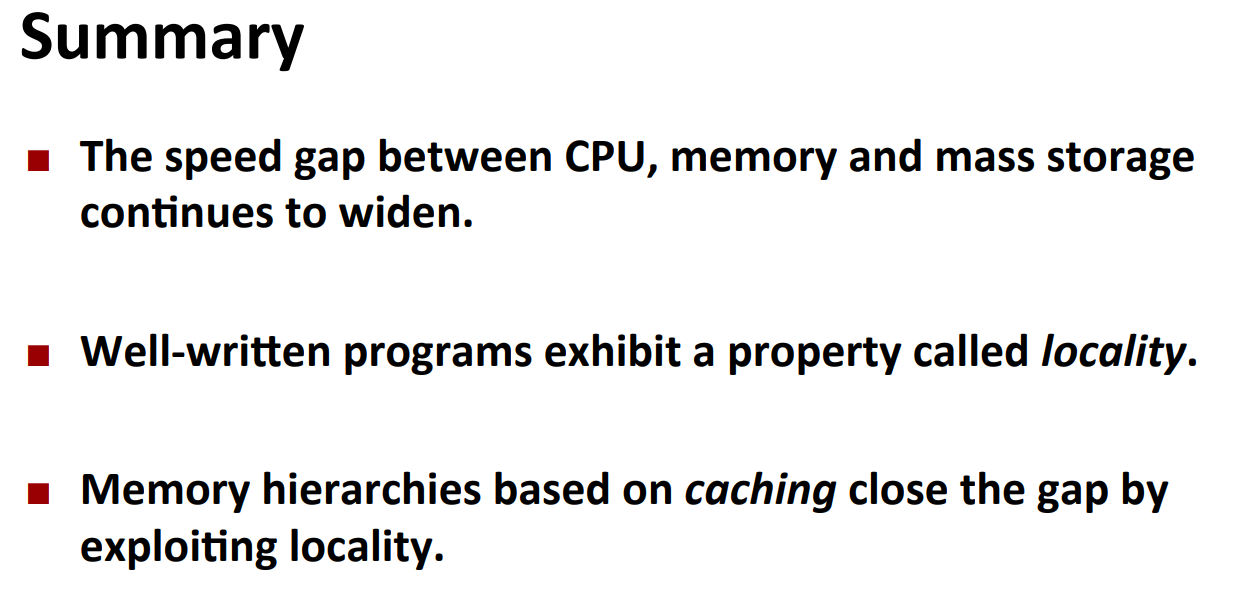 Summary
■ The speed gap between CPU, memory and mass storage
continues to widen.
■ Well-written programs exhibit a property called locality.
■ Memory hierarchies based on caching close the gap by
exploiting locality.